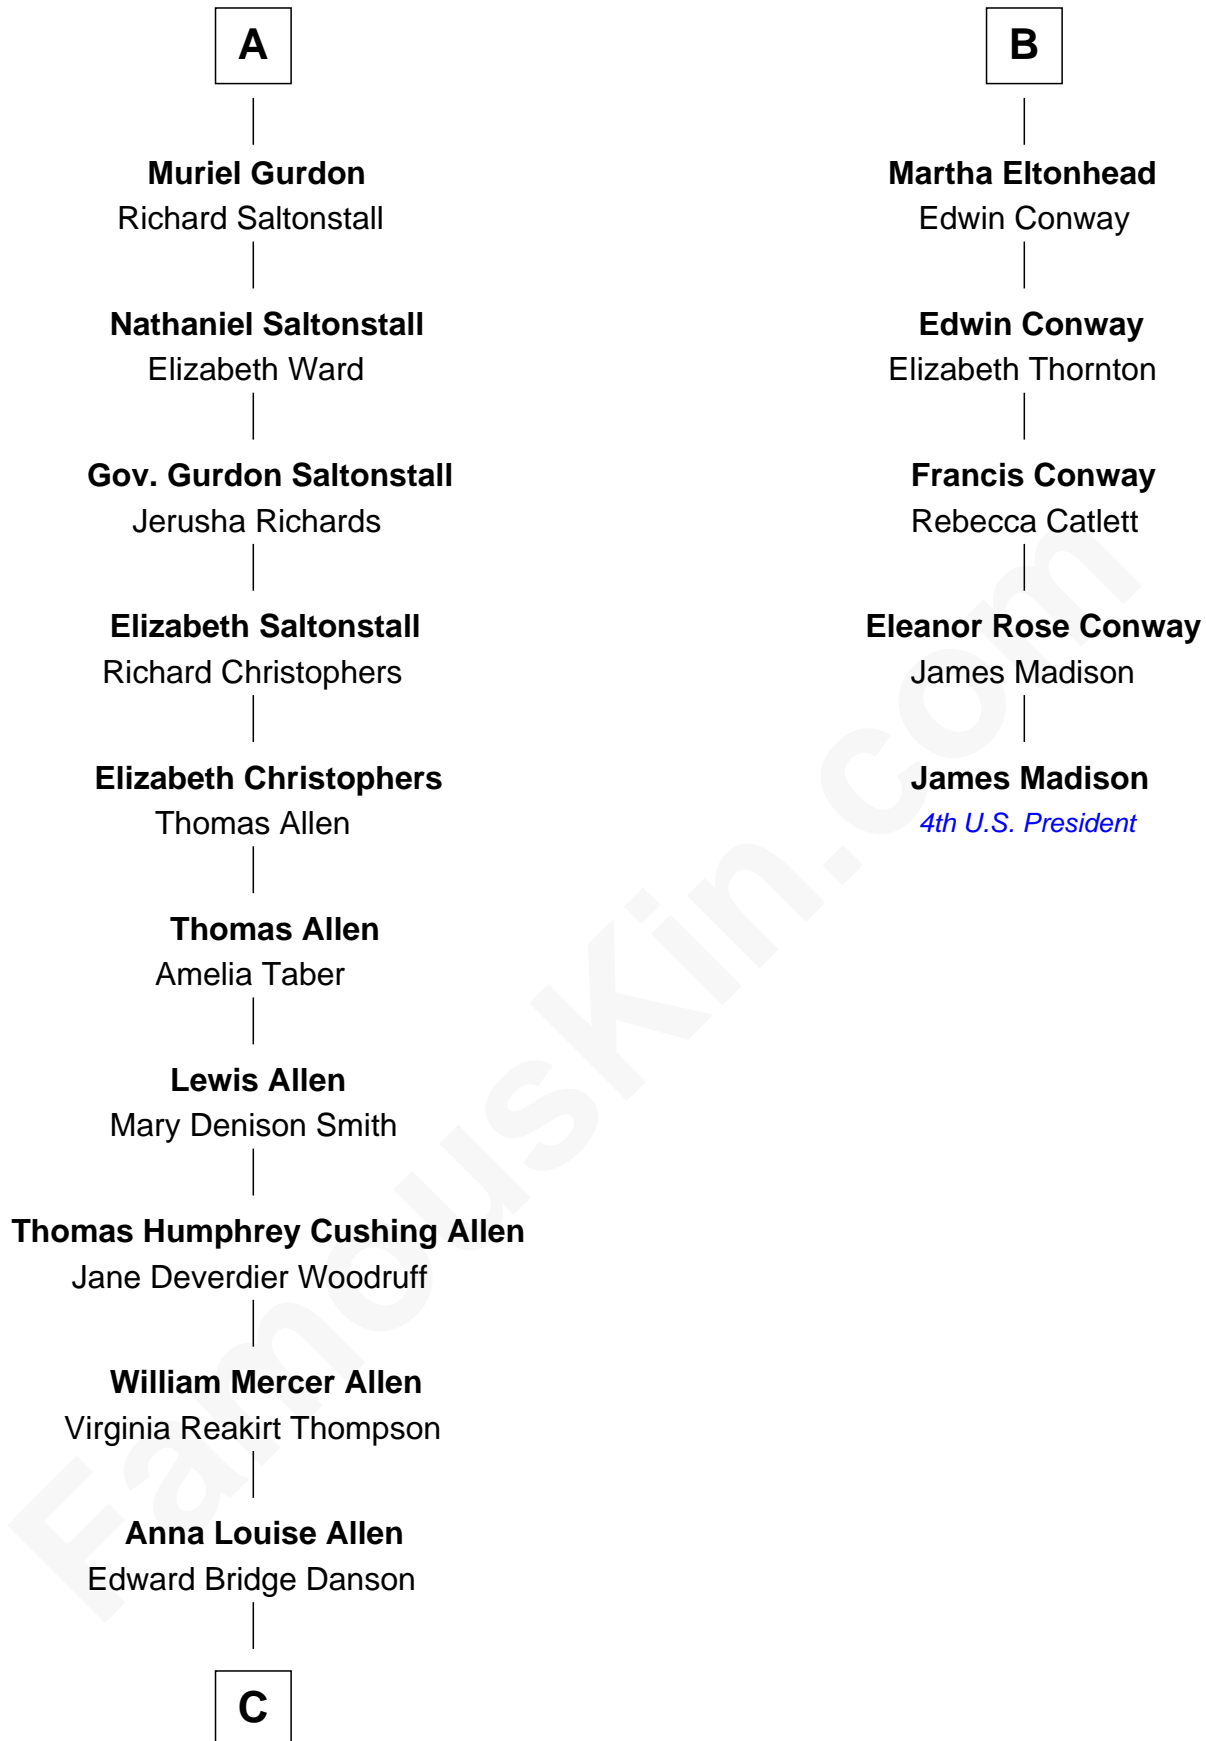 A
Muriel Gurdon
Richard Saltonstall
Nathaniel Saltonstall
Elizabeth Ward
Gov. Gurdon Saltonstall
Jerusha Richards
Elizabeth Saltonstall
Richard Christophers
Elizabeth Christophers
Thomas Allen
Thomas Allen
Amelia Taber
Lewis Allen
Mary Denison Smith
Thomas Humphrey Cushing Allen
Jane Deverdier Woodruff
William Mercer Allen
Virginia Reakirt Thompson
Anna Louise Allen
Edward Bridge Danson
C
B
Martha Eltonhead
Edwin Conway
Edwin Conway
Elizabeth Thornton
Francis Conway
Rebecca Catlett
Eleanor Rose Conway
James Madison
James Madison
4th U.S. President
FamousKin.com